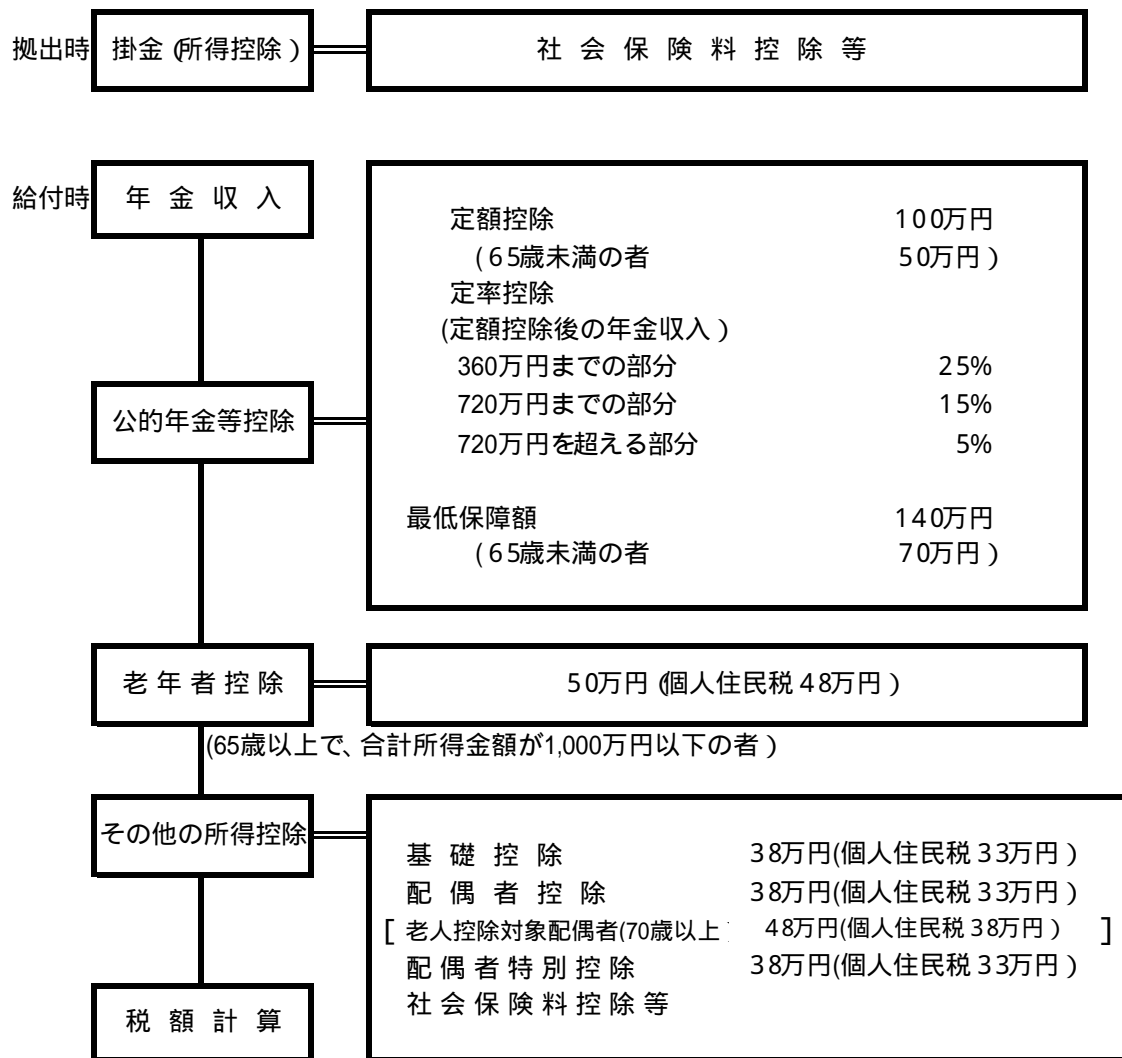 拠出時 掛金(所得控除) 社会保険料控除等
給付時 年金収入
定額控除 100万円
(65歳未満の者 50万円)
定率控除
(定額控除後の年金収入)
360万円までの部分 25%
公的年金等控除 720万円までの部分 15%
720万円を超える部分 5%
最低保障額 140万円
(65歳未満の者 70万円)
老年者控除 50万円(個人住民税48万円)
(65歳以上で、合計所得金額が1,000万円以下の者)
その他の所得控除
基礎控除 38万円(個人住民税33万円)
配偶者控除 38万円(個人住民税33万円)
[老人控除対象配偶者(70歳以上) 48万円(個人住民税38万円)]
配偶者特別控除 38万円(個人住民税33万円)
社会保険料控除等
税額計算